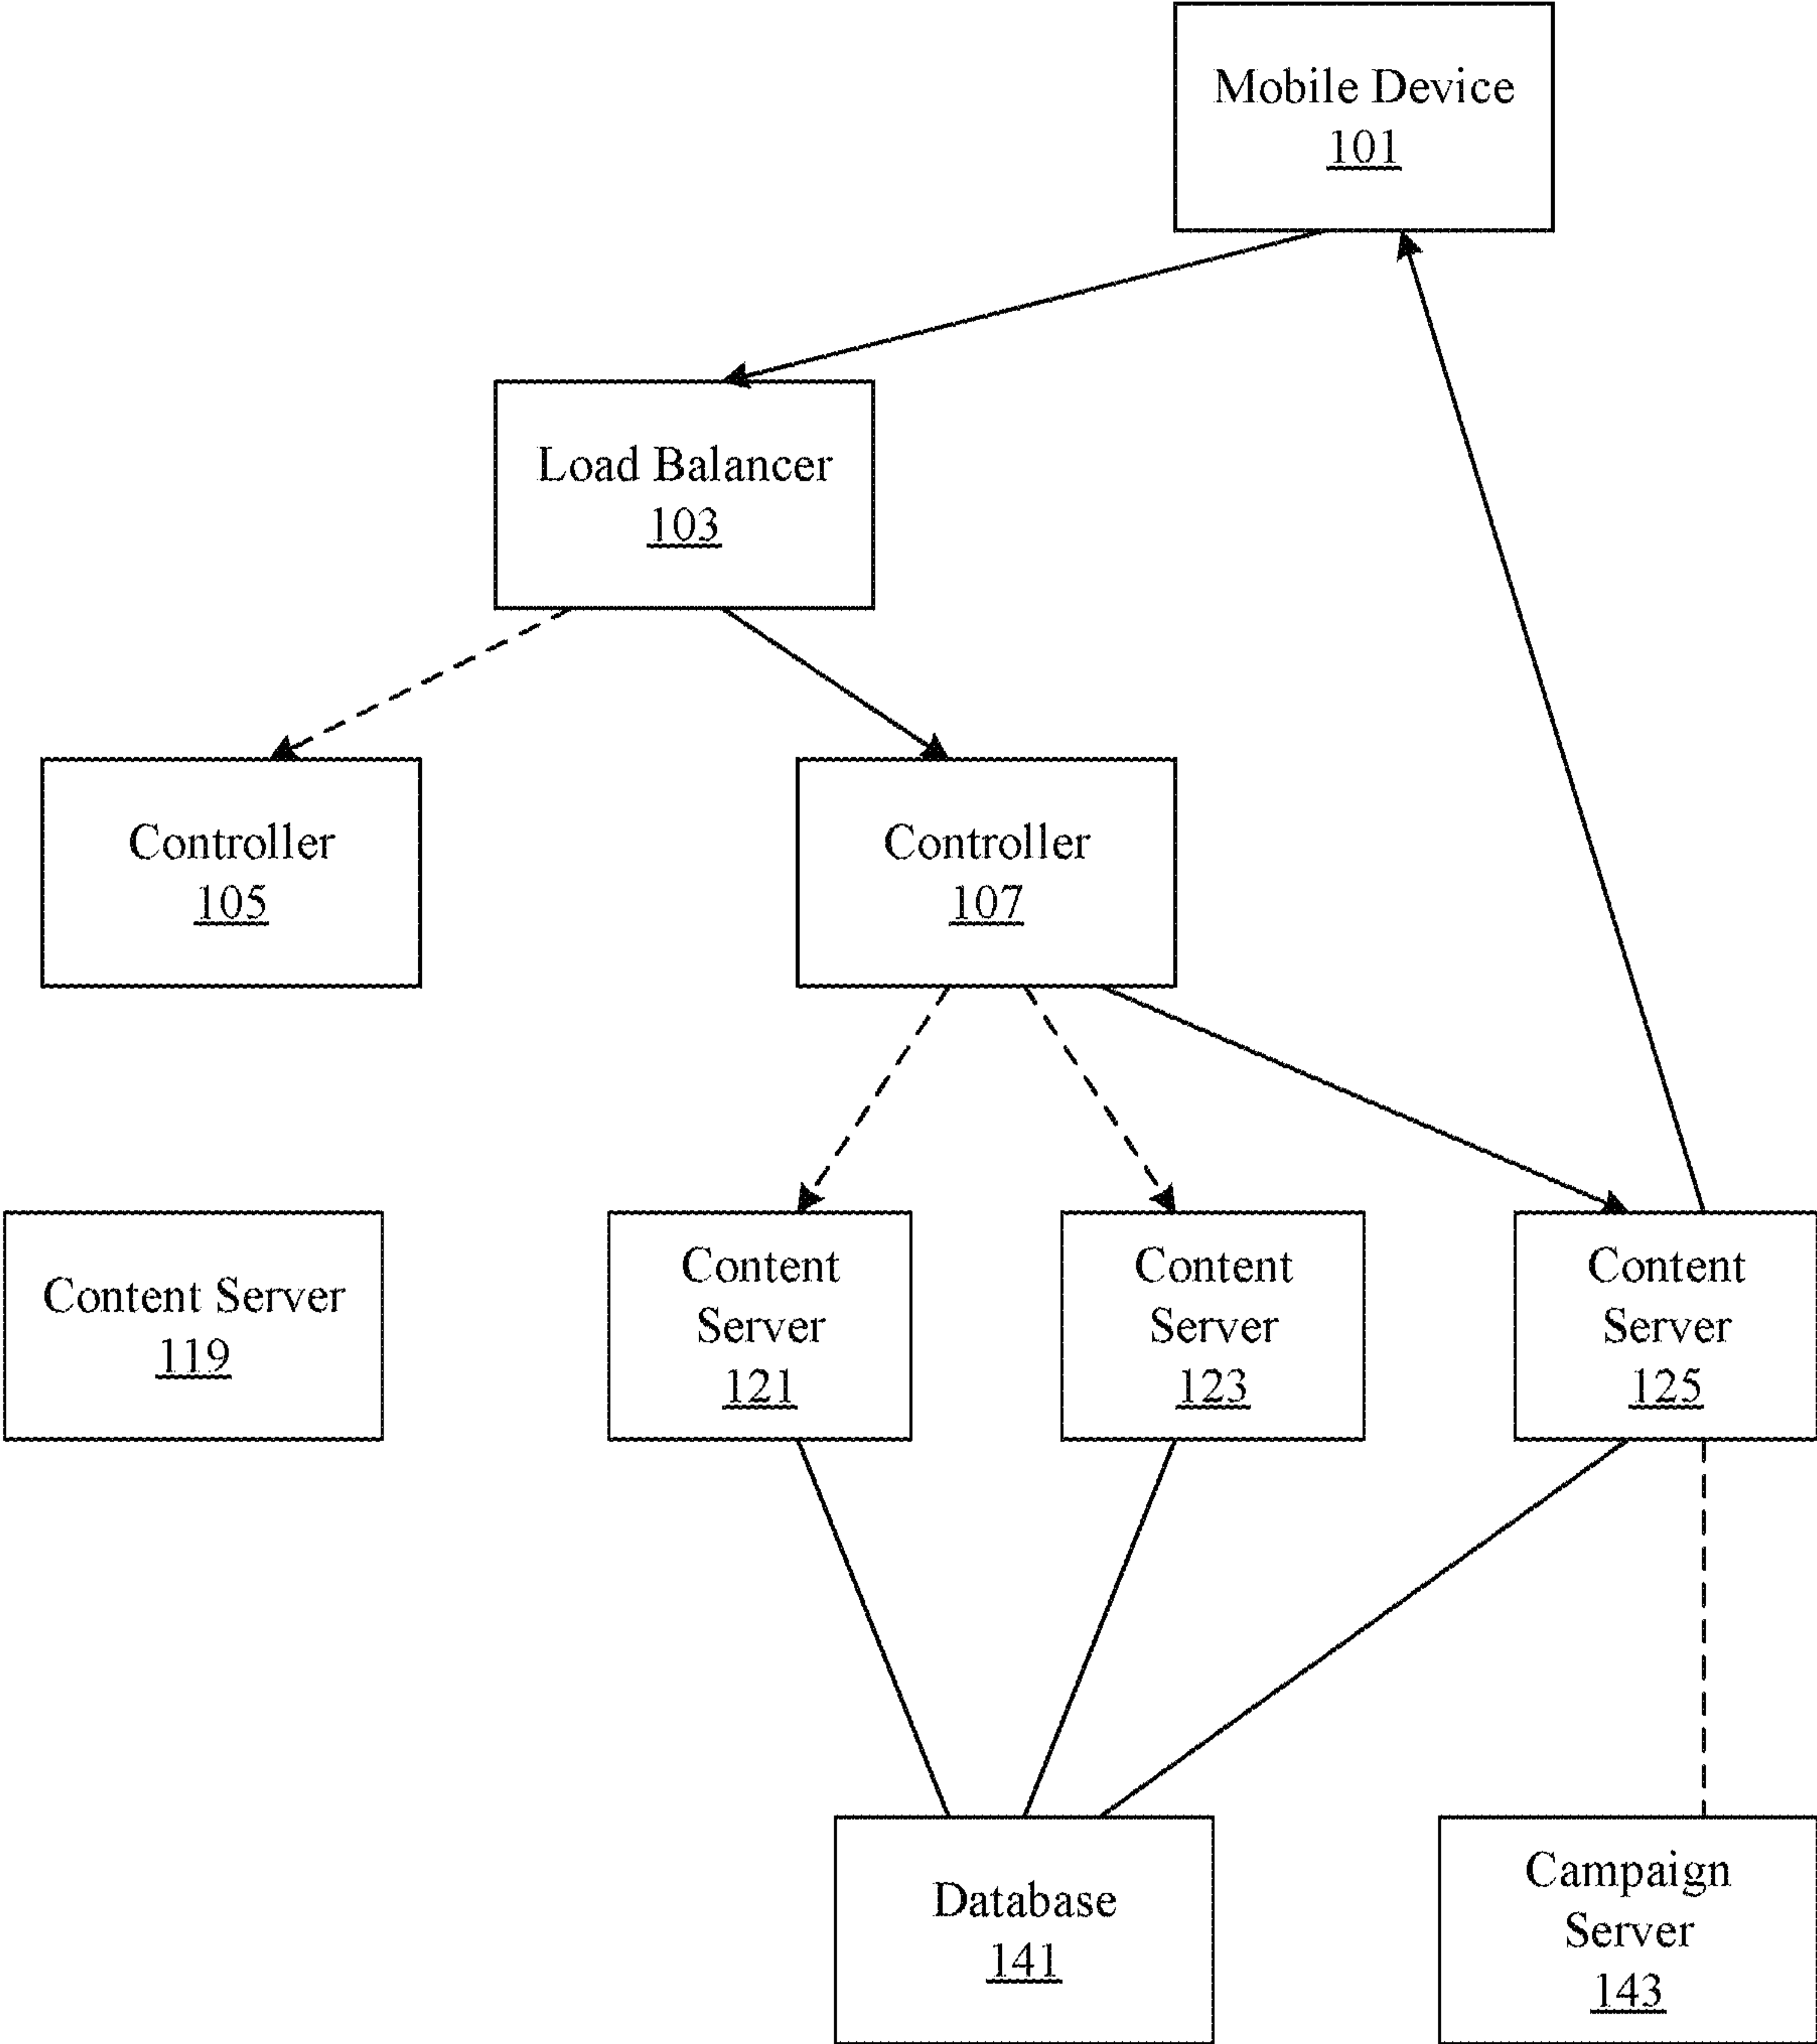 Mobile Device
101
Load Balancer
103
Controller
105
Controller
107
Content Server
119
Content
Server
121
Content
Server
123
Content
Server
125
Database
141
Campaign
Server
143